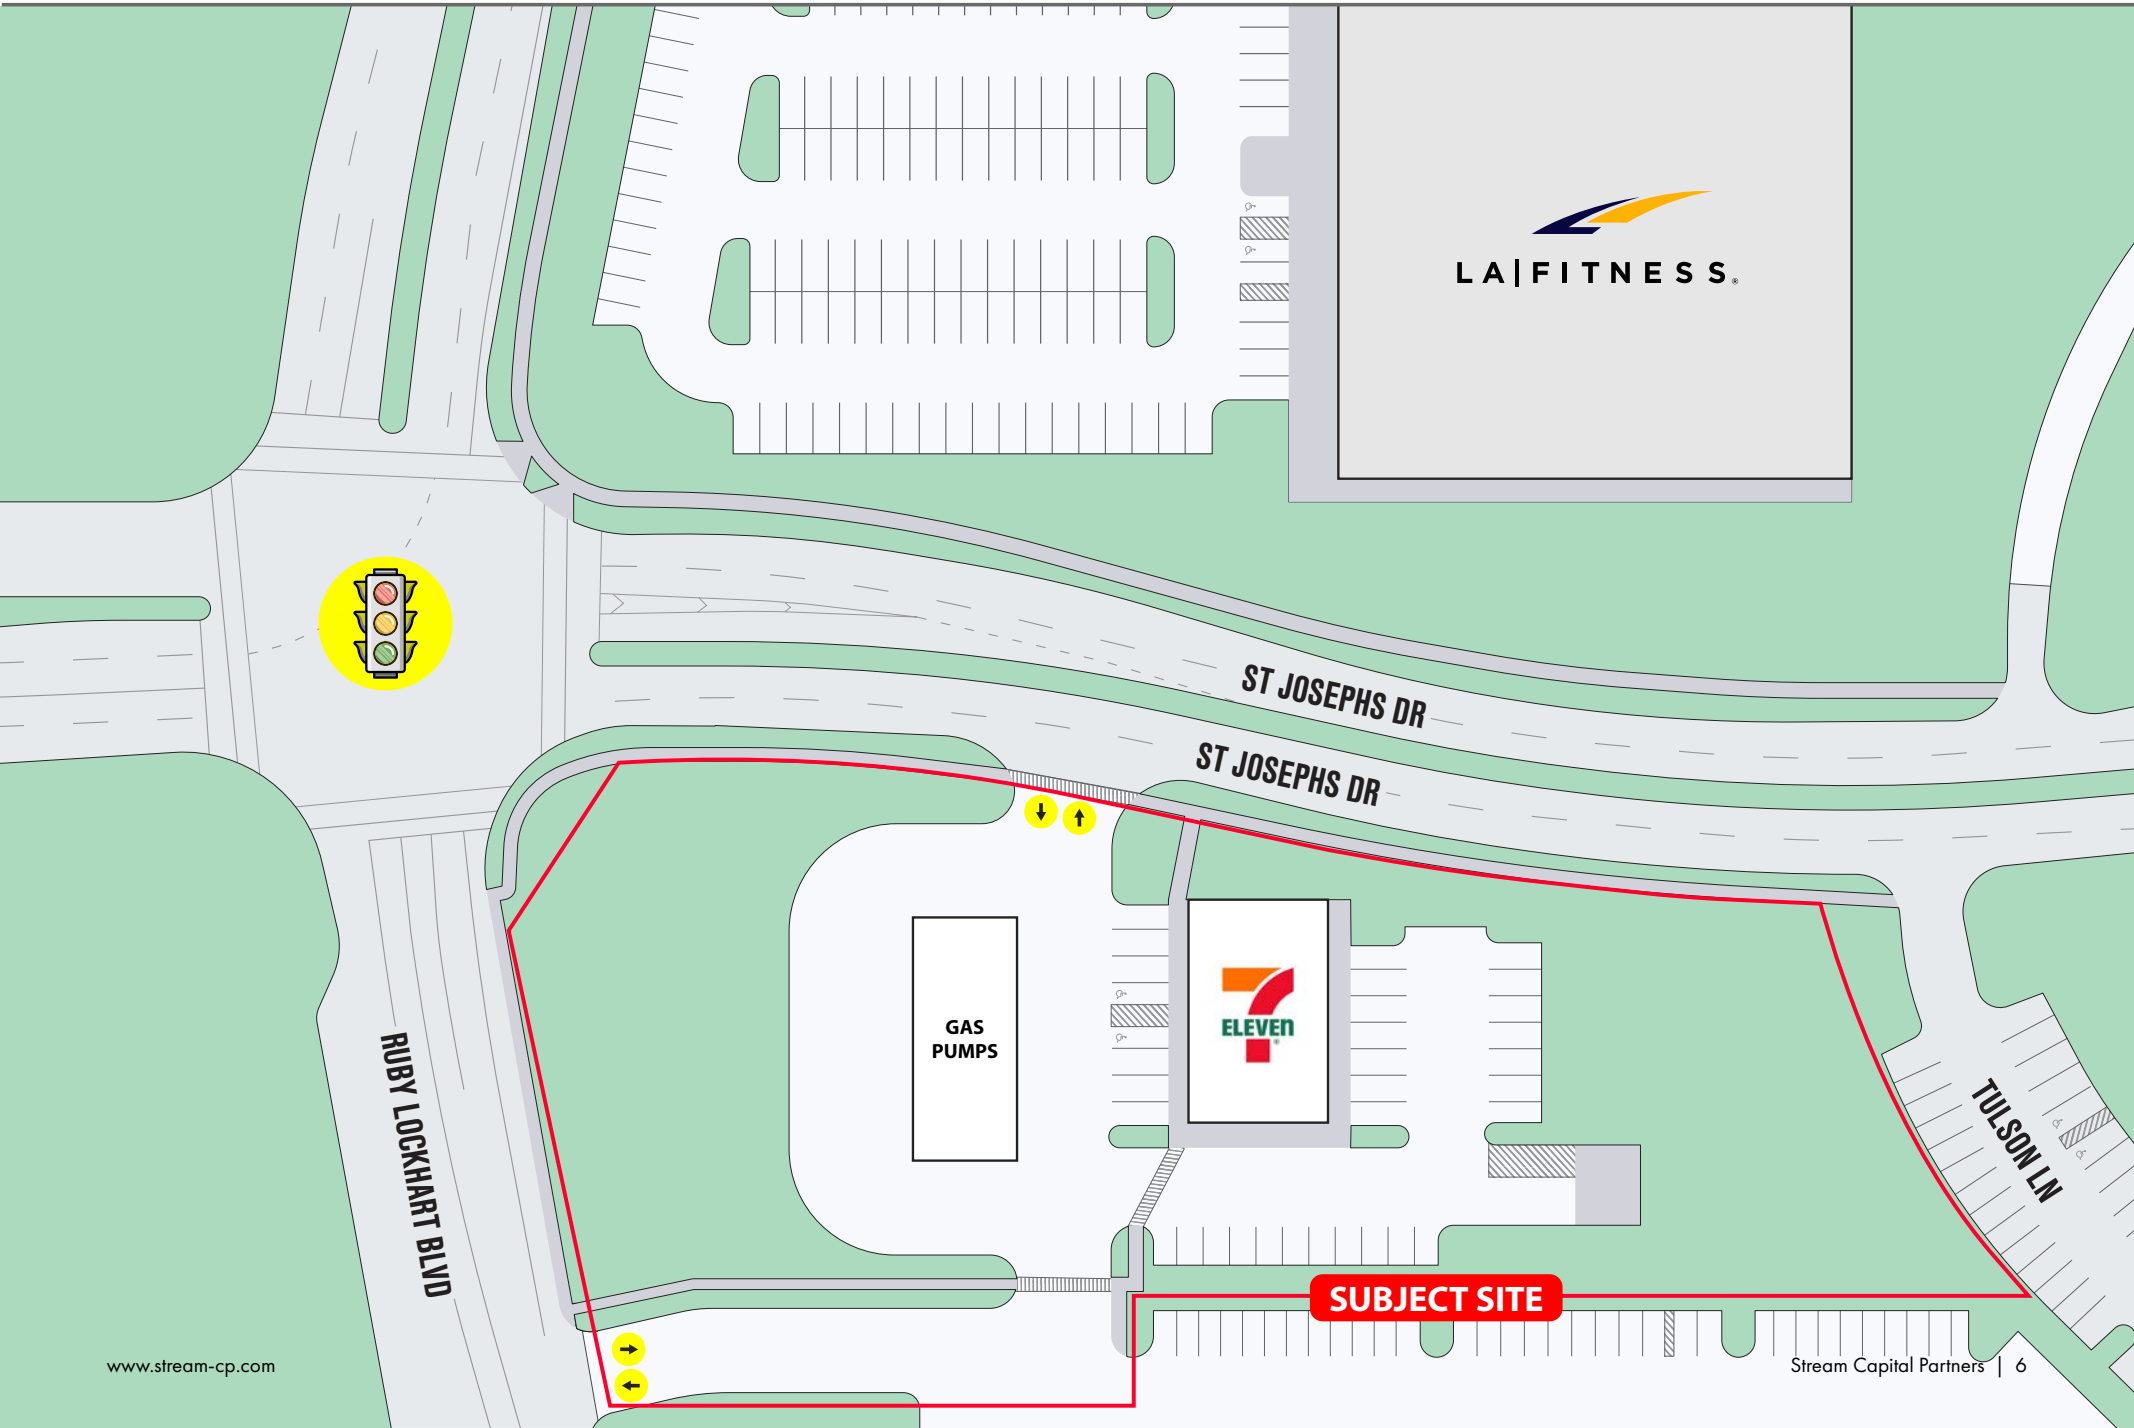 LA|FITNESS®
ST JOSEPHS DR
ST JOSEPHS DR
7
ELEVEN®
GAS
PUMPS
RUBY LOCKHART BLVD
TULSON LN
SUBJECT SITE
www.stream-cp.com
Stream Capital Partners | 6